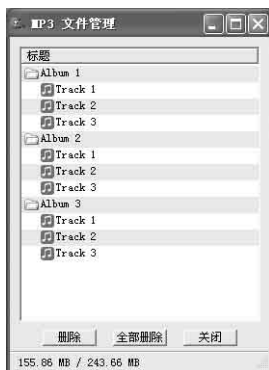 MP3 文件管理
标题
Album 1
Track 1
Track 2
Track 3
Album 2
Track 1
Track 2
Track 3
Album 3
Track 1
Track 2
Track 3
删除 全部删除 关闭
155.86 MB / 243.66 MB